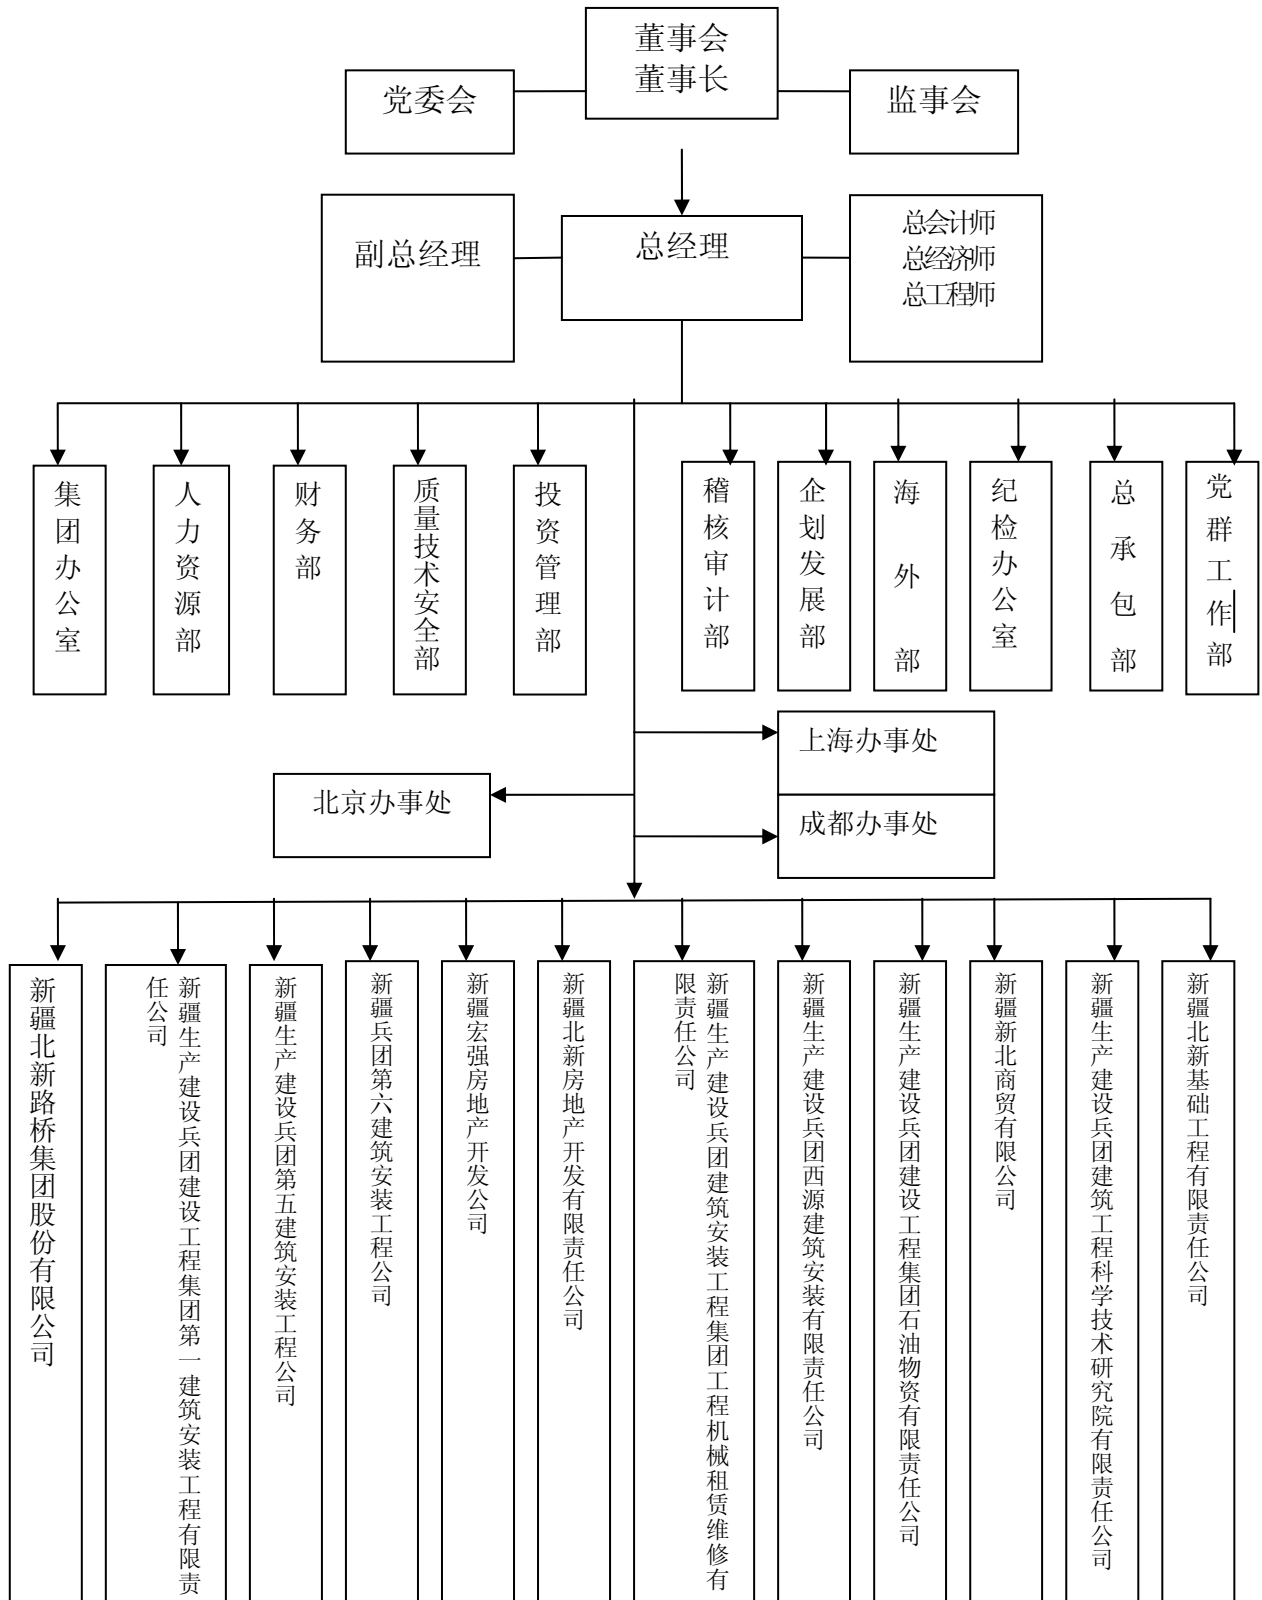 董事会
董事长
党委会
监事会
副总经理
总经理
总会计师
总经济师
总工程师
集团办公室
人力资源部
财务部
质量技术安全部
投资管理部
稽核审计部
企划发展部
海外部
纪检办公室
总承包部
党群工作部
上海办事处
北京办事处
成都办事处
新疆北新路桥集团股份有限公司
新疆生产建设兵团建设工程集团第一建筑安装工程有限责
任公司
新疆生产建设兵团第五建筑安装工程公司
新疆兵团第六建筑安装工程公司
新疆宏强房地产开发公司
新疆北新房地产开发有限责任公司
新疆生产建设兵团建筑安装工程集团工程机械租赁维修有
限责任公司
新疆生产建设兵团西源建筑安装有限责任公司
新疆生产建设兵团建设工程集团石油物资有限责任公司
新疆新北商贸有限公司
新疆生产建设兵团建筑工程科学技术研究院有限责任公司
新疆北新基础工程有限责任公司